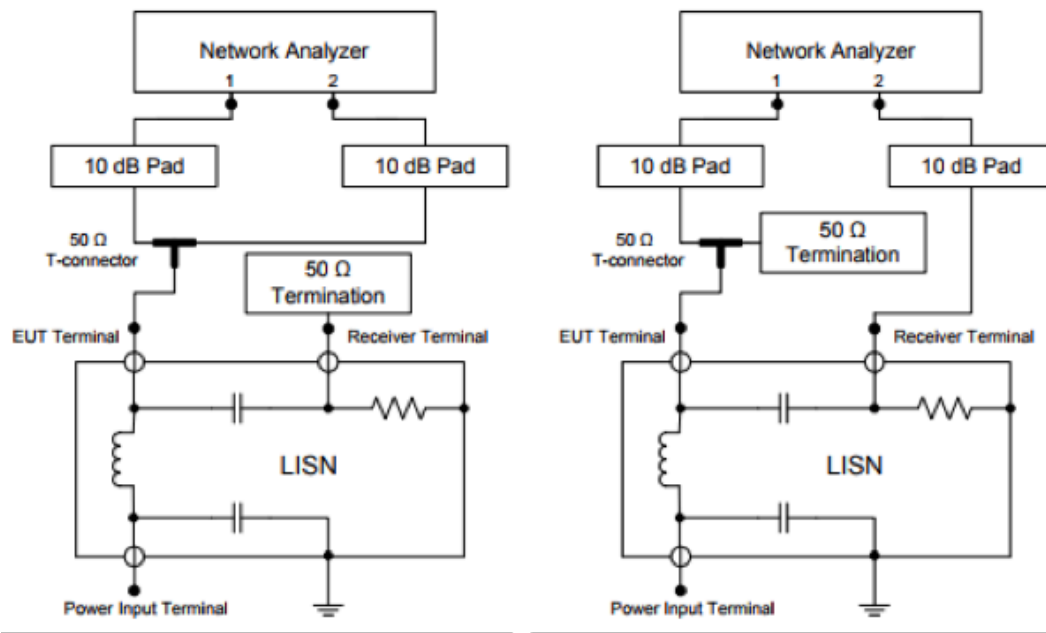 Network Analyzer
1 2
10 dB Pad 10 dB Pad
50 Ω
T-connector
50 Ω
Termination
EUT Terminal Receiver Terminal
LISN
Power Input Terminal
Network Analyzer
1 2
10 dB Pad 10 dB Pad
50 Ω
T-connector
50 Ω
Termination
EUT Terminal Receiver Terminal
LISN
Power Input Terminal